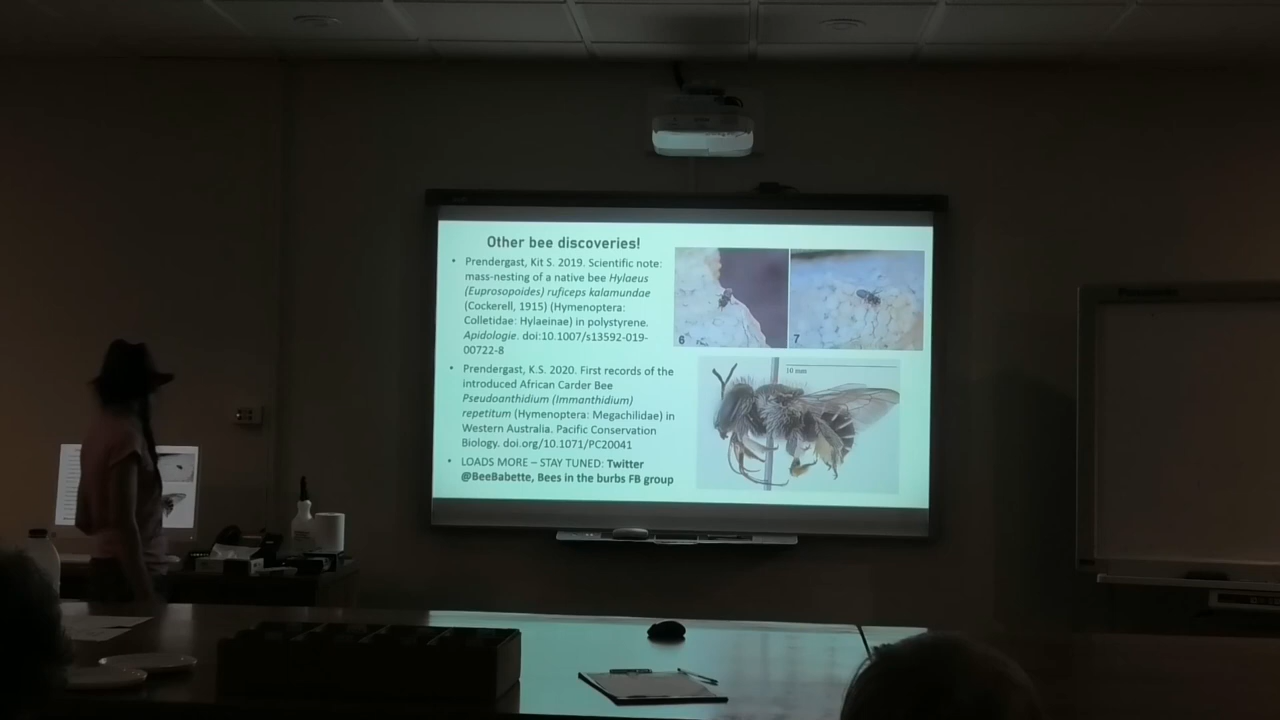 Other bee discoveries!
• Prendergast, Kit S. 2019. Scientific note:
mass-nesting of a native bee Hylaeus
(Euprosopoides) ruficeps kalamundae
(Cockerell, 1915) (Hymenoptera:
Colletidae: Hylaeinae) in polystyrene.
Apidologie. doi:10.1007/s13592-019-
00722-8
• Prendergast, K.S. 2020. First records of the
introduced African Carder Bee
Pseudoanthidium (Immanthidium)
repetitum (Hymenoptera: Megachilidae) in
Western Australia. Pacific Conservation
Biology. doi.org/10.1071/PC20041
• LOADS MORE – STAY TUNED: Twitter
@BeeBabette, Bees in the burbs FB group
6
7
10 mm